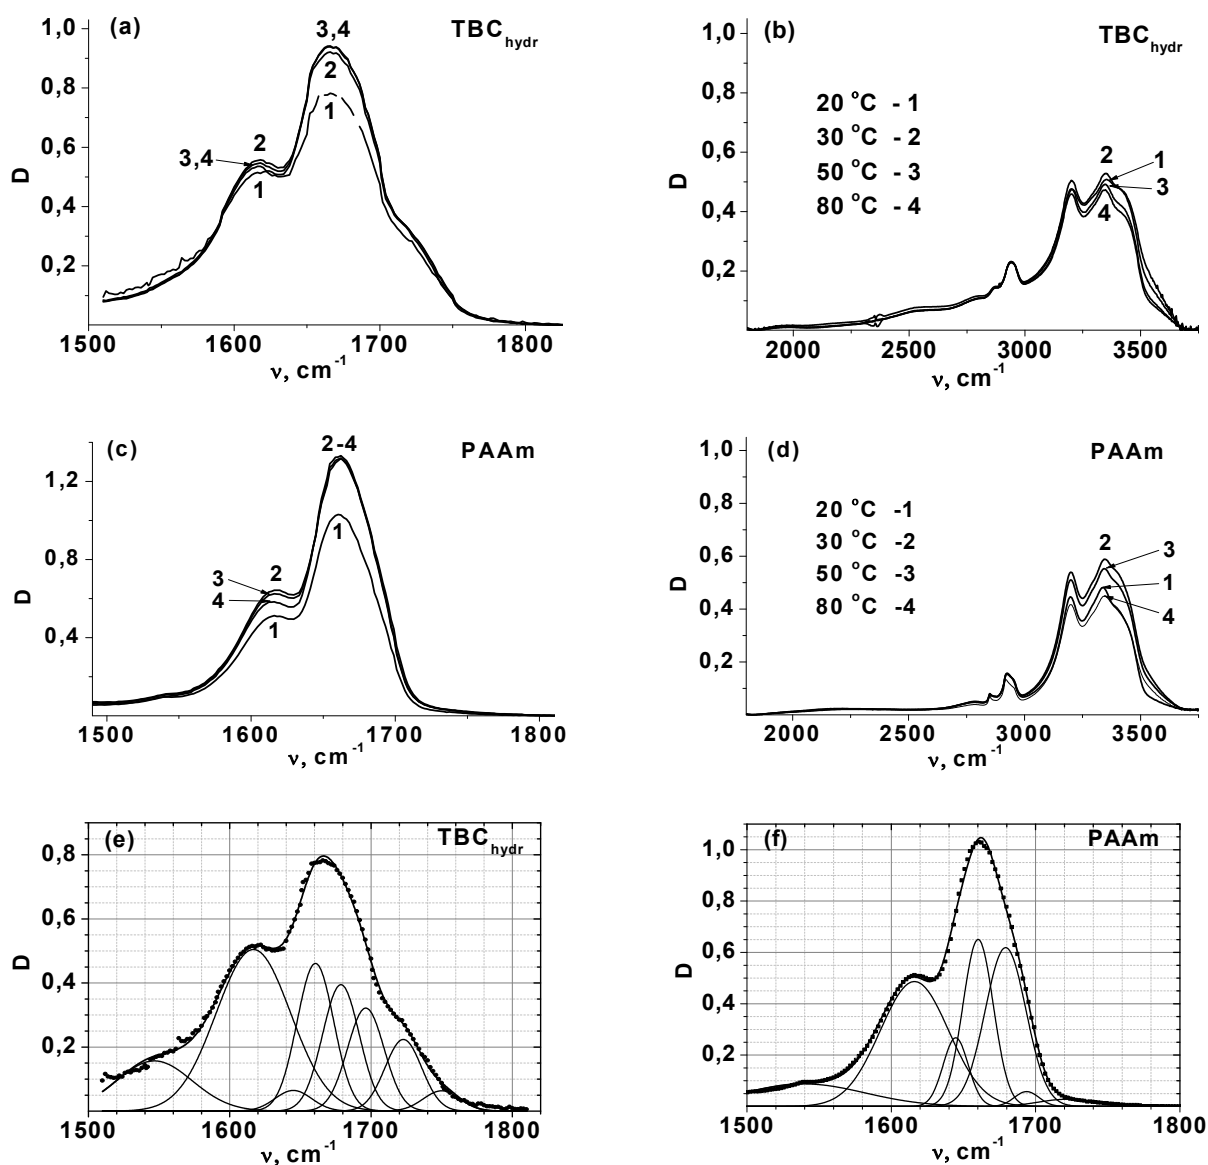 (a)
TBC hydr
1,0
0,8
0,6
0,4
0,2
D
3,4
2
1
2
3,4
1
1500
1600
1700
1800
ν, cm-1
(b)
TBC hydr
1,0
0,8
0,6
0,4
0,2
D
20 °C - 1
30 °C - 2
50 °C - 3
80 °C - 4
2
1
3
4
2000
2500
3000
3500
ν, cm-1
(c)
PAAm
1,2
0,8
0,4
D
2-4
1
3
2
4
1
1500
1600
1700
1800
ν, cm-1
(d)
PAAm
1,0
0,8
0,6
0,4
0,2
D
20 °C -1
30 °C -2
50 °C -3
80 °C -4
2
3
1
4
2000
2500
3000
3500
ν, cm-1
(e)
TBC hydr
0,8
0,6
0,4
0,2
D
1500
1600
1700
1800
ν, cm-1
(f)
PAAm
1,0
0,8
0,6
0,4
0,2
D
1500
1600
1700
1800
ν, cm-1